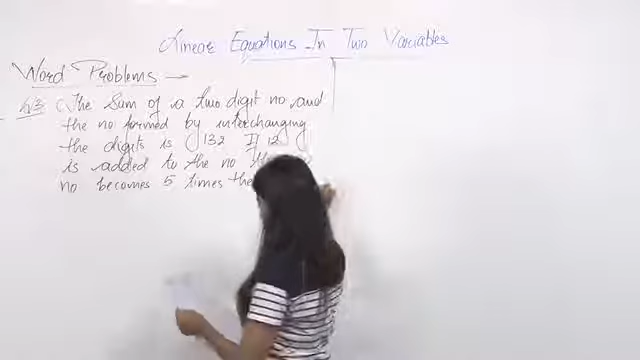 Linear Equations In Two Variables
Word Problems
The Sum of a two digit no and
the no formed by interchanging
the digits is 132 If 12
is added to the no the
no becomes 5 times the